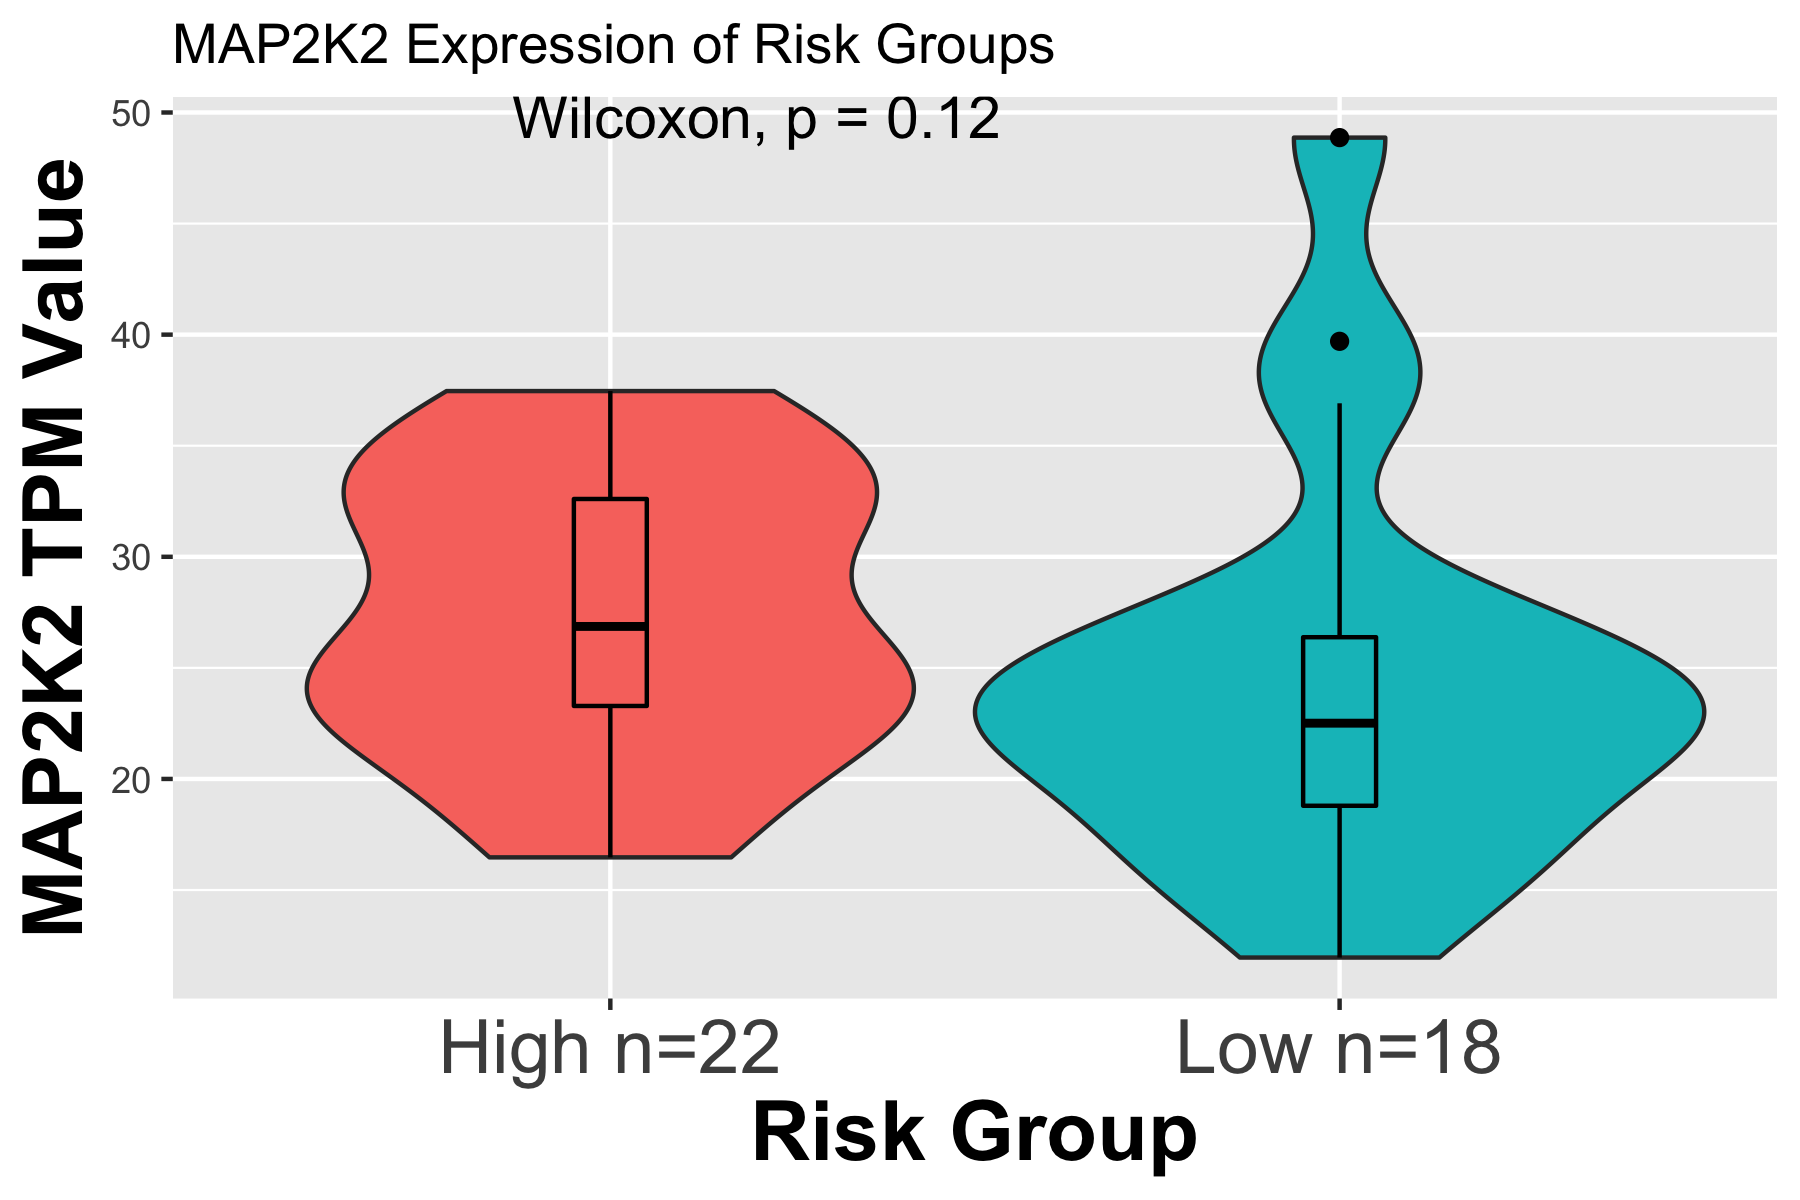 MAP2K2 Expression of Risk Groups
Wilcoxon, p = 0.12
MAP2K2 TPM Value
50
40
30
20
High n=22
Low n=18
Risk Group